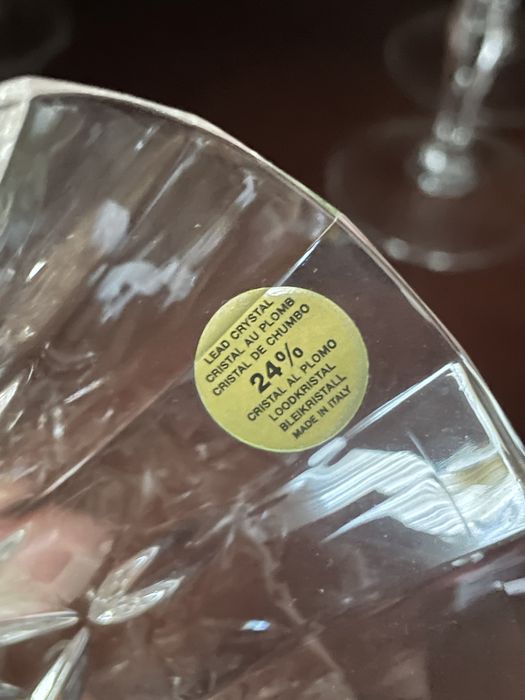 LEAD CRYSTAL
CRISTAL AU PLOMB
CRISTAL DE CHUMBO
24%
CRISTAL AL PLOMO
LOODKRISTAL
BLEIKRISTALL
MADE IN ITALY